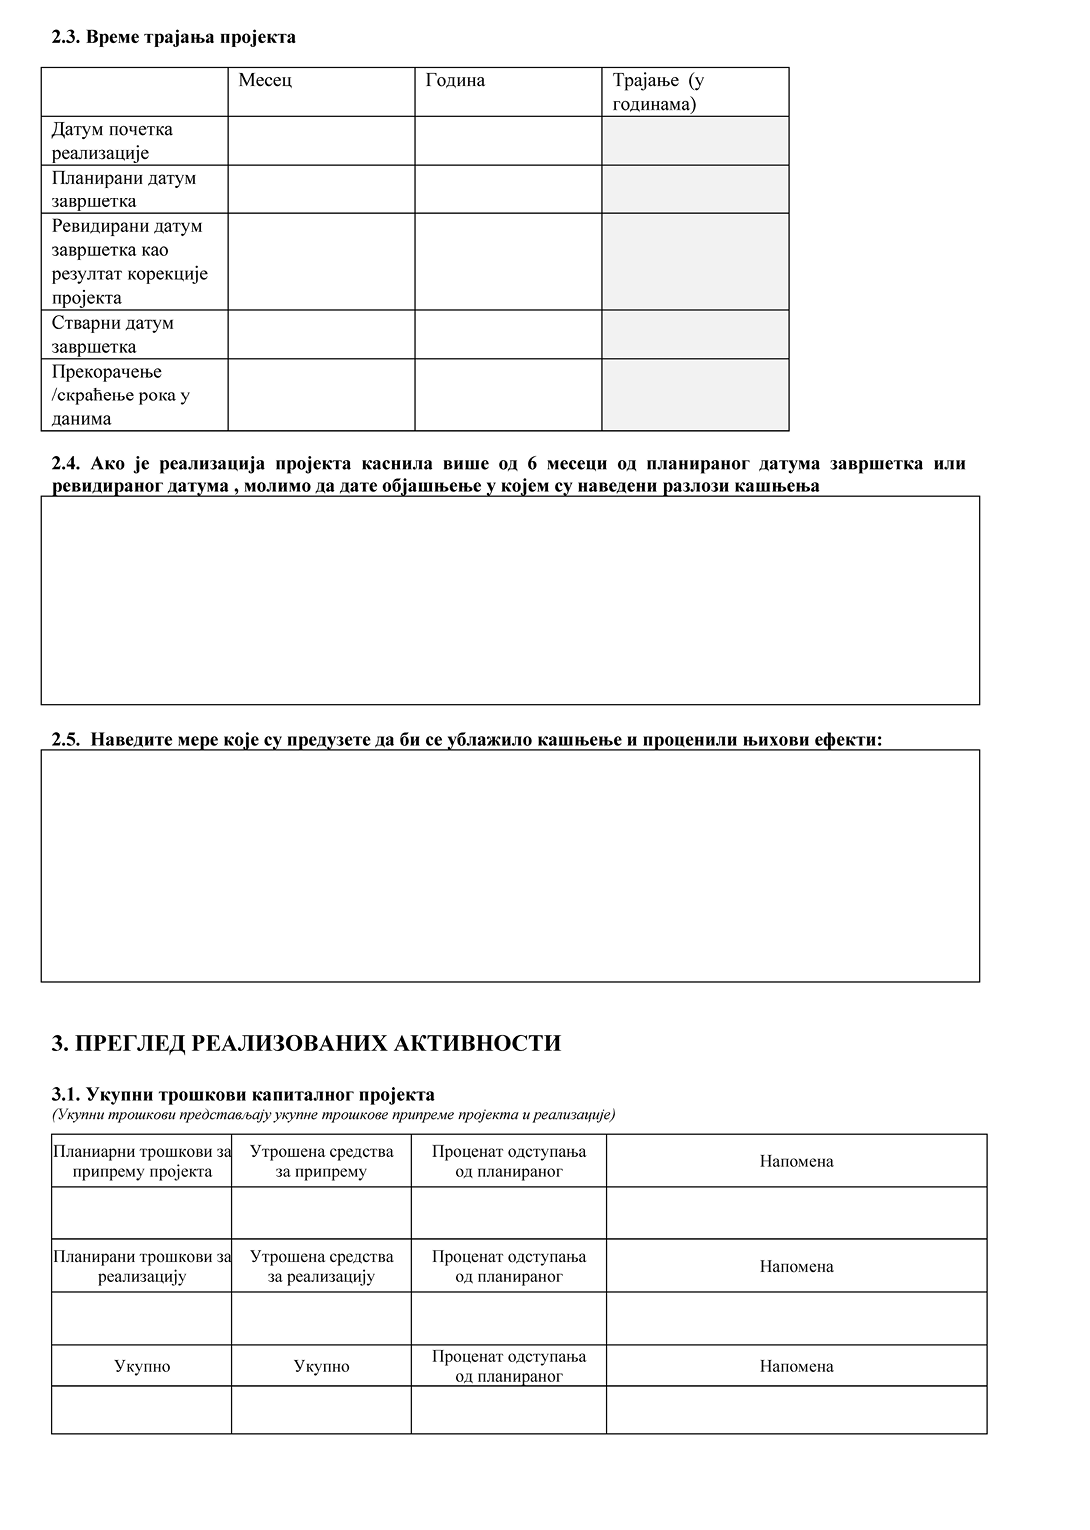 2.3. Време трајања пројекта
Месец
Година
Трајање (у
годинама)
Датум почетка
реализације
Планирани датум
завршетка
Ревидирани датум
завршетка као
резултат корекције
пројекта
Стварни датум
завршетка
Прекорачење
/скраћење рока у
данима
2.4. Ако је реализација пројекта каснила више од 6 месеци од планираног датума завршетка или
ревидираног датума , молимо да дате објашњење у којем су наведени разлози кашњења
2.5. Наведите мере које су предузете да би се ублажило кашњење и проценили њихови ефекти:
3. ПРЕГЛЕД РЕАЛИЗОВАНИХ АКТИВНОСТИ
3.1. Укупни трошкови капиталног пројекта
(Укупни трошкови представљају укупне трошкове припреме пројекта и реализације)
Планиарни трошкови за
припрему пројекта
Утрошена средства
за припрему
Проценат одступања
од планираног
Напомена
Планирани трошкови за
реализацију
Утрошена средства
за реализацију
Проценат одступања
од планираног
Напомена
Укупно
Укупно
Проценат одступања
од планираног
Напомена